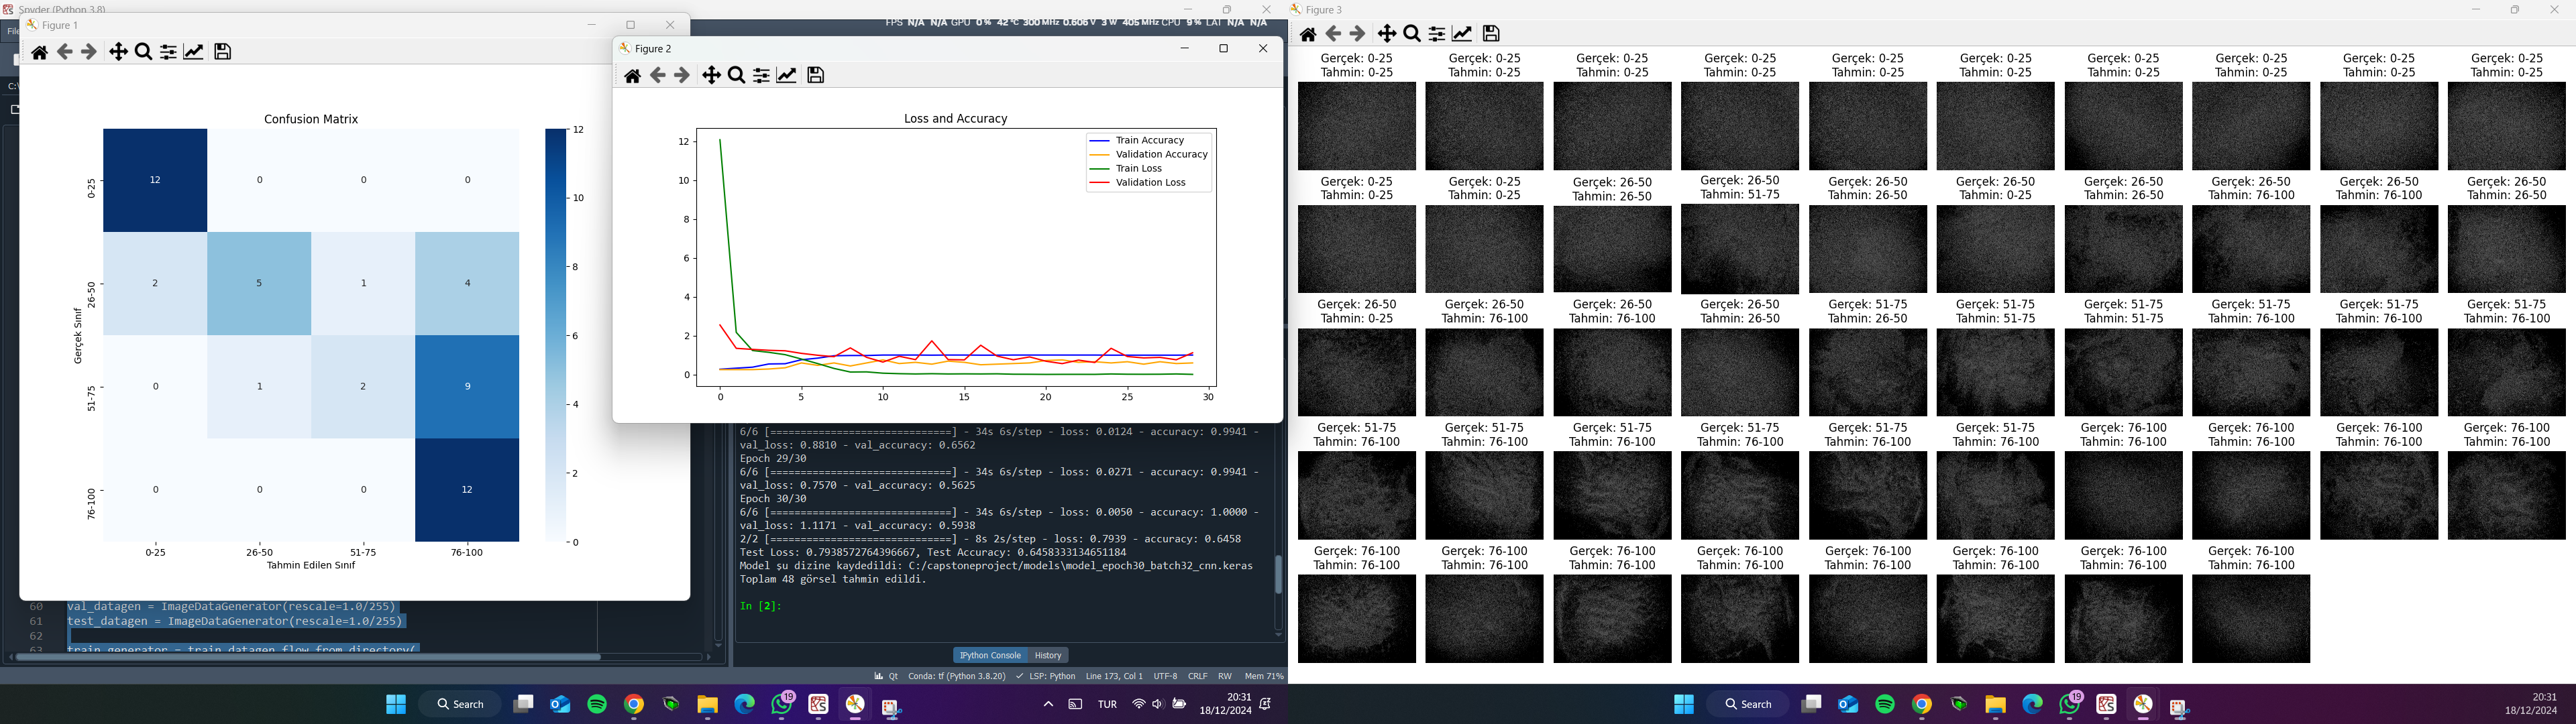 Spyder (Python 3.8)
FPS N/A N/A GPU 0 % 42 °C 300 MHz 0.606 V 3 W 405 MHz CPU 9 % LAT N/A N/A
File
C:\
Figure 1
Confusion Matrix
12 0 0 0
2 5 1 4
0 1 2 9
0 0 0 12
0-25
26-50
51-75
76-100
Gerçek Sınıf
0-25 26-50 51-75 76-100
Tahmin Edilen Sınıf
12
10
8
6
4
2
0
Figure 2
Loss and Accuracy
Train Accuracy
Validation Accuracy
Train Loss
Validation Loss
12
10
8
6
4
2
0
0 5 10 15 20 25 30
60 val_datagen = ImageDataGenerator(rescale=1.0/255)
61 test_datagen = ImageDataGenerator(rescale=1.0/255)
62
63 train_generator = train_datagen.flow_from_directory(
6/6 [==============================] - 34s 6s/step - loss: 0.0124 - accuracy: 0.9941 -
val_loss: 0.8810 - val_accuracy: 0.6562
Epoch 29/30
6/6 [==============================] - 34s 6s/step - loss: 0.0271 - accuracy: 0.9941 -
val_loss: 0.7570 - val_accuracy: 0.5625
Epoch 30/30
6/6 [==============================] - 34s 6s/step - loss: 0.0050 - accuracy: 1.0000 -
val_loss: 1.1171 - val_accuracy: 0.5938
2/2 [==============================] - 8s 2s/step - loss: 0.7939 - accuracy: 0.6458
Test Loss: 0.7938572764396667, Test Accuracy: 0.6458333134651184
Model şu dizine kaydedildi: C:/capstoneproject/models\model_epoch30_batch32_cnn.keras
Toplam 48 görsel tahmin edildi.
In [2]:
IPython Console History
Qt Conda: tf (Python 3.8.20) LSP: Python Line 173, Col 1 UTF-8 CRLF RW Mem 71%
Search
19
TUR
20:31
18/12/2024
Figure 3
Gerçek: 0-25 Gerçek: 0-25 Gerçek: 0-25 Gerçek: 0-25 Gerçek: 0-25 Gerçek: 0-25 Gerçek: 0-25 Gerçek: 0-25 Gerçek: 0-25 Gerçek: 0-25
Tahmin: 0-25 Tahmin: 0-25 Tahmin: 0-25 Tahmin: 0-25 Tahmin: 0-25 Tahmin: 0-25 Tahmin: 0-25 Tahmin: 0-25 Tahmin: 0-25 Tahmin: 0-25
Gerçek: 0-25 Gerçek: 0-25 Gerçek: 26-50 Gerçek: 26-50 Gerçek: 26-50 Gerçek: 26-50 Gerçek: 26-50 Gerçek: 26-50 Gerçek: 26-50 Gerçek: 26-50
Tahmin: 0-25 Tahmin: 0-25 Tahmin: 26-50 Tahmin: 51-75 Tahmin: 0-25 Tahmin: 26-50 Tahmin: 76-100 Tahmin: 76-100 Tahmin: 26-50
Gerçek: 26-50 Gerçek: 26-50 Gerçek: 26-50 Gerçek: 26-50 Gerçek: 51-75 Gerçek: 51-75 Gerçek: 51-75 Gerçek: 51-75 Gerçek: 51-75 Gerçek: 51-75
Tahmin: 0-25 Tahmin: 76-100 Tahmin: 76-100 Tahmin: 26-50 Tahmin: 26-50 Tahmin: 51-75 Tahmin: 51-75 Tahmin: 76-100 Tahmin: 76-100 Tahmin: 76-100
Gerçek: 51-75 Gerçek: 51-75 Gerçek: 51-75 Gerçek: 51-75 Gerçek: 51-75 Gerçek: 51-75 Gerçek: 76-100 Gerçek: 76-100 Gerçek: 76-100 Gerçek: 76-100
Tahmin: 76-100 Tahmin: 76-100 Tahmin: 76-100 Tahmin: 76-100 Tahmin: 76-100 Tahmin: 76-100 Tahmin: 76-100 Tahmin: 76-100 Tahmin: 76-100 Tahmin: 76-100
Gerçek: 76-100 Gerçek: 76-100 Gerçek: 76-100 Gerçek: 76-100 Gerçek: 76-100 Gerçek: 76-100 Gerçek: 76-100 Gerçek: 76-100
Tahmin: 76-100 Tahmin: 76-100 Tahmin: 76-100 Tahmin: 76-100 Tahmin: 76-100 Tahmin: 76-100 Tahmin: 76-100 Tahmin: 76-100
Search
19
20:31
18/12/2024